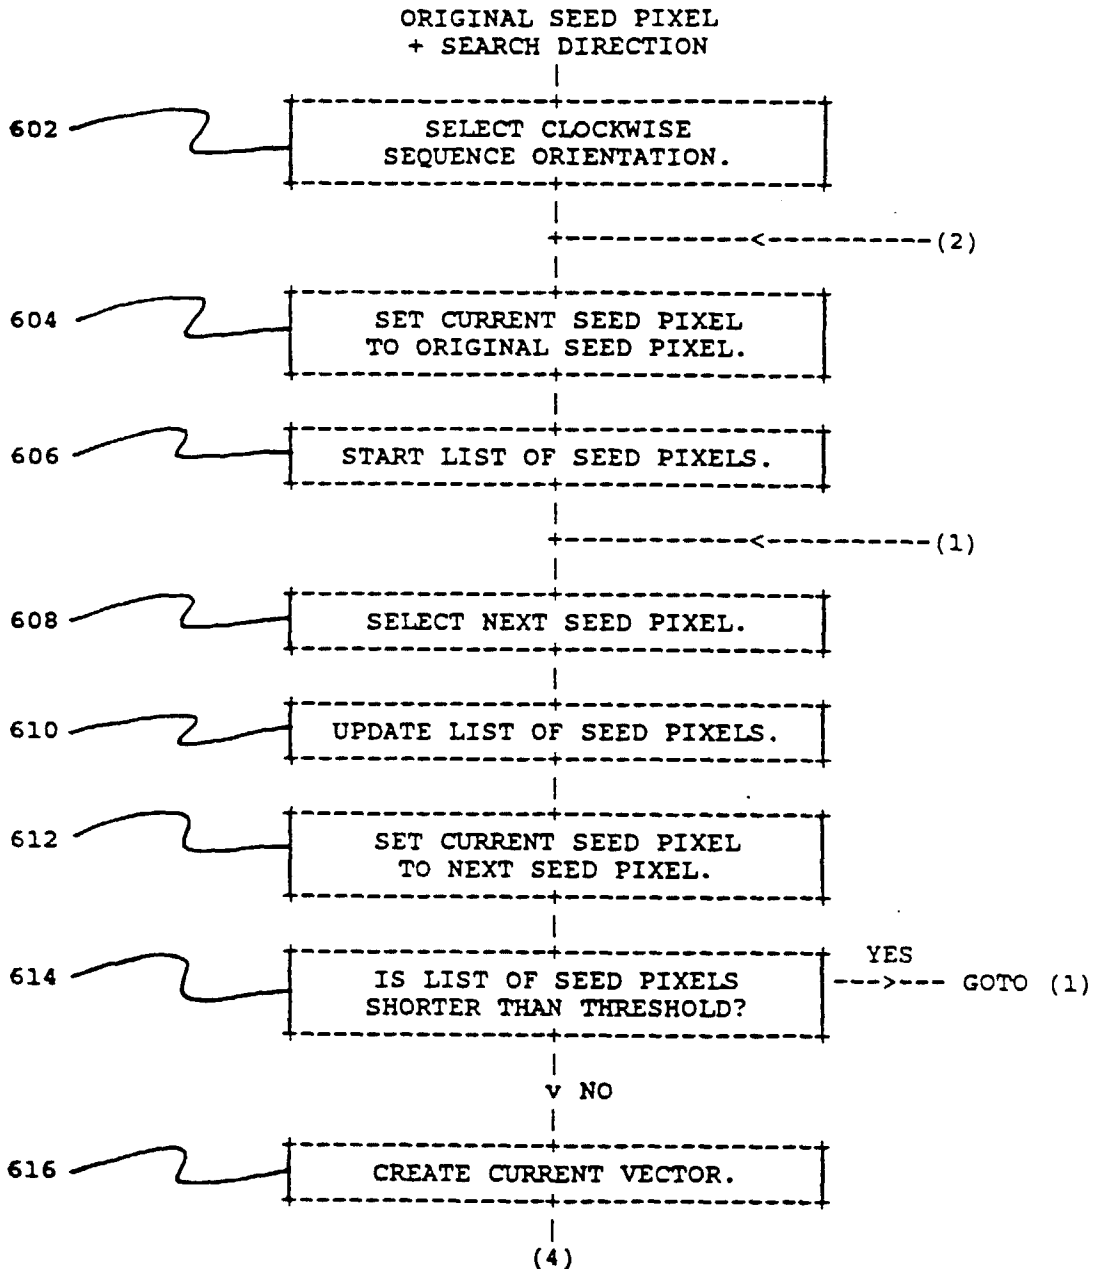 ORIGINAL SEED PIXEL
+ SEARCH DIRECTION
602
SELECT CLOCKWISE
SEQUENCE ORIENTATION.
(2)
604
SET CURRENT SEED PIXEL
TO ORIGINAL SEED PIXEL.
606
START LIST OF SEED PIXELS.
(1)
608
SELECT NEXT SEED PIXEL.
610
UPDATE LIST OF SEED PIXELS.
612
SET CURRENT SEED PIXEL
TO NEXT SEED PIXEL.
614
IS LIST OF SEED PIXELS
SHORTER THAN THRESHOLD?
YES
--->--- GOTO (1)
v NO
616
CREATE CURRENT VECTOR.
(4)